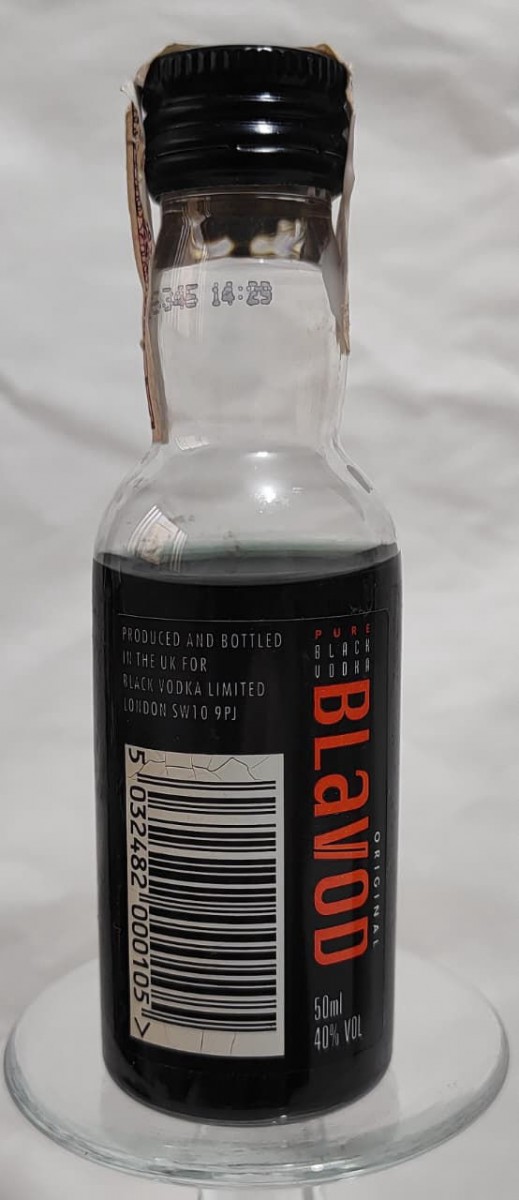 14:29
PRODUCED AND BOTTLED
IN THE UK FOR
BLACK VODKA LIMITED
LONDON SW10 9PJ
5 032482 000105 >
PURE
BLACK
VODKA
BLaVOD
ORIGINAL
50ml
40% VOL